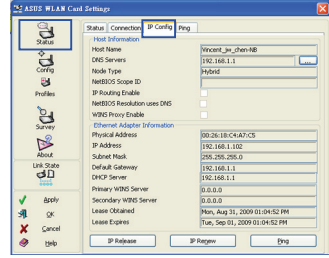 ASUS WLAN Card Settings
Status
Config
Profiles
Survey
About
Link State
Apply
OK
Cancel
Help
Status Connection IP Config Ping
Host Information
Host Name Vincent_jw_chen-NB
DNS Servers 192.168.1.1 ...
Node Type Hybrid
NetBIOS Scope ID
IP Routing Enable
NetBIOS Resolution uses DNS
WINS Proxy Enable
Ethernet Adapter Information
Physical Address 00:26:18:C4:A7:C5
IP Address 192.168.1.102
Subnet Mask 255.255.255.0
Default Gateway 192.168.1.1
DHCP Server 192.168.1.1
Primary WINS Server 0.0.0.0
Secondary WINS Server 0.0.0.0
Lease Obtained Mon, Aug 31, 2009 01:04:52 PM
Lease Expires Tue, Sep 01, 2009 01:04:52 PM
IP Release IP Renew Ping